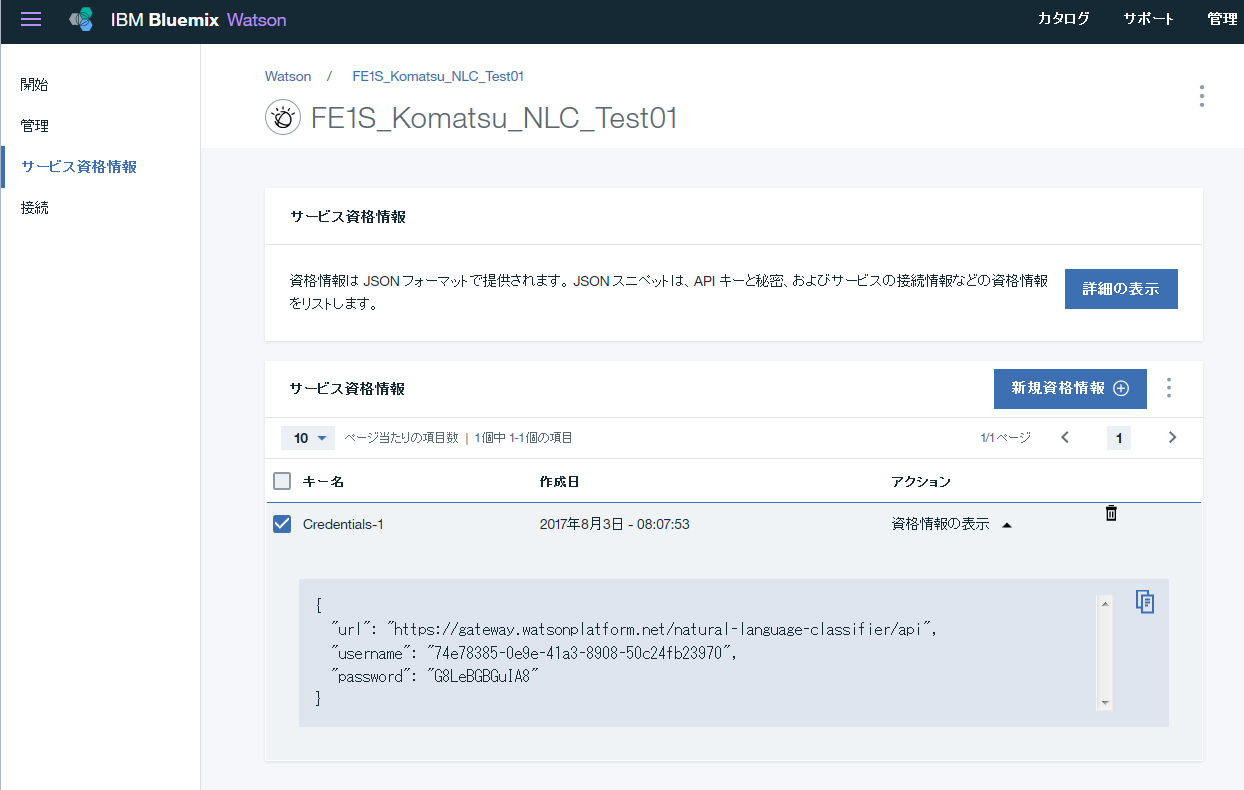 IBM Bluemix Watson
カタログ サポート 管理
開始
管理
サービス資格情報
接続
Watson / FE1S_Komatsu_NLC_Test01
FE1S_Komatsu_NLC_Test01
サービス資格情報
資格情報は JSON フォーマットで提供されます。JSON スニペットは、API キーと秘密、およびサービスの接続情報などの資格情報
をリストします。
詳細の表示
サービス資格情報
新規資格情報
10 ページ当たりの項目数 | 1個中 1-1個の項目
1/1 ページ 1
キー名 作成日 アクション
Credentials-1 2017年8月3日 - 08:07:53 資格情報の表示
{
"url": "https://gateway.watsonplatform.net/natural-language-classifier/api",
"username": "74e78385-0e9e-41a3-8908-50c24fb23970",
"password": "G8LeBGBGuIA8"
}